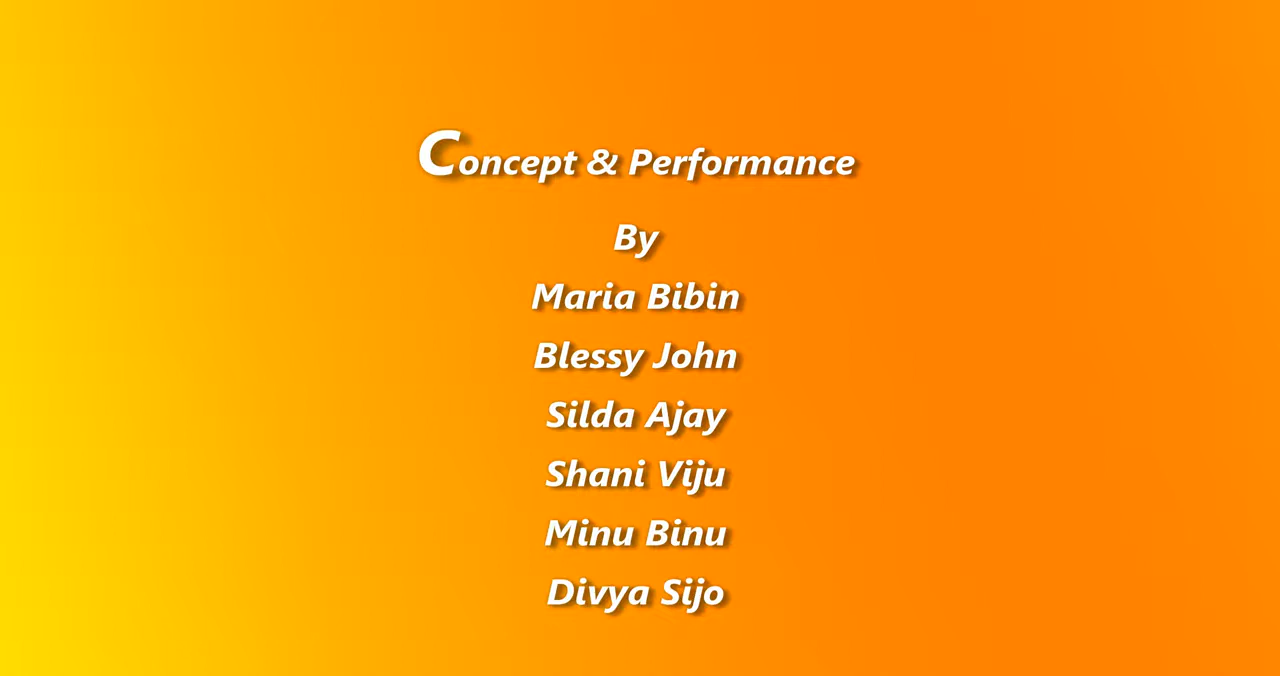 Concept & Performance
By
Maria Bibin
Blessy John
Silda Ajay
Shani Viju
Minu Binu
Divya Sijo